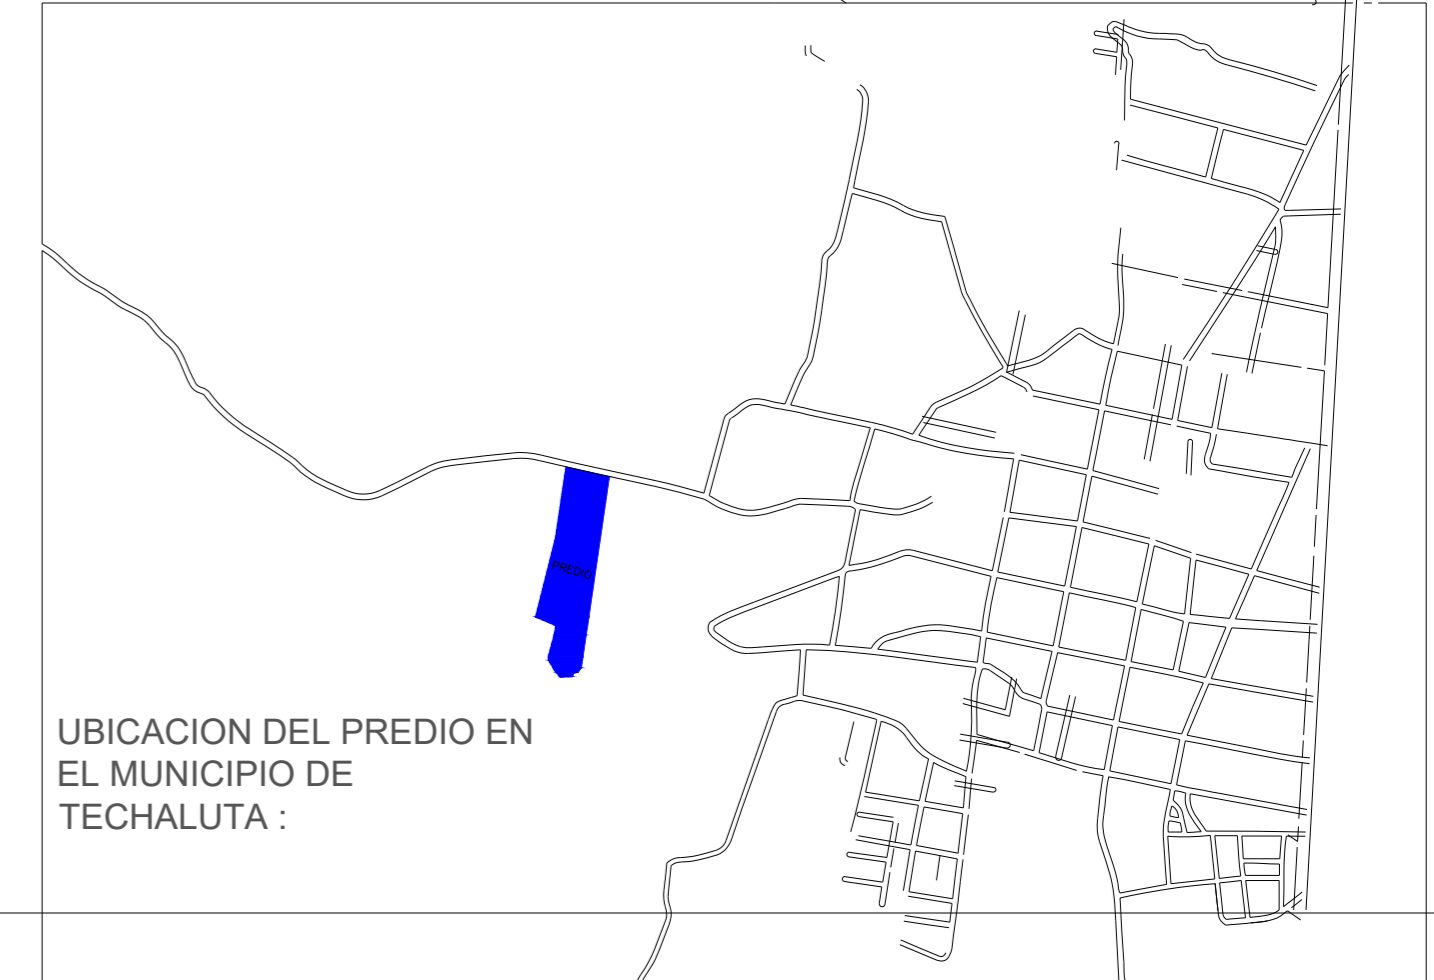 PREDIO
UBICACION DEL PREDIO EN
EL MUNICIPIO DE
TECHALUTA :